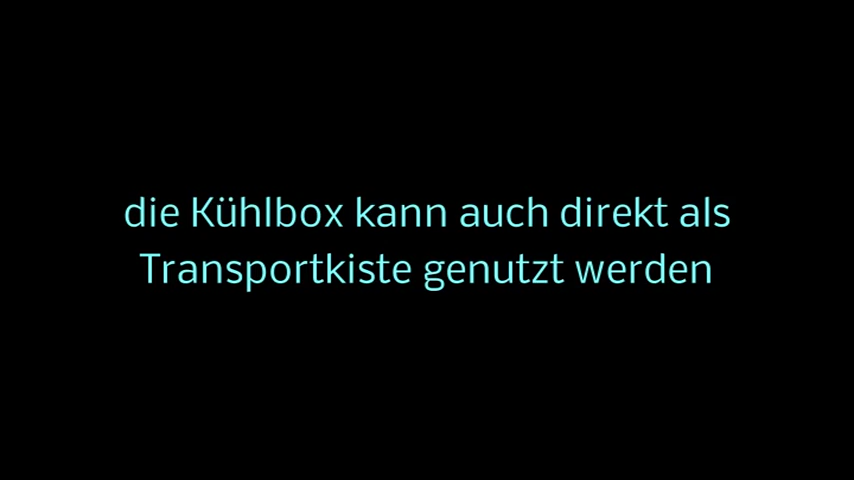 die Kühlbox kann auch direkt als
Transportkiste genutzt werden